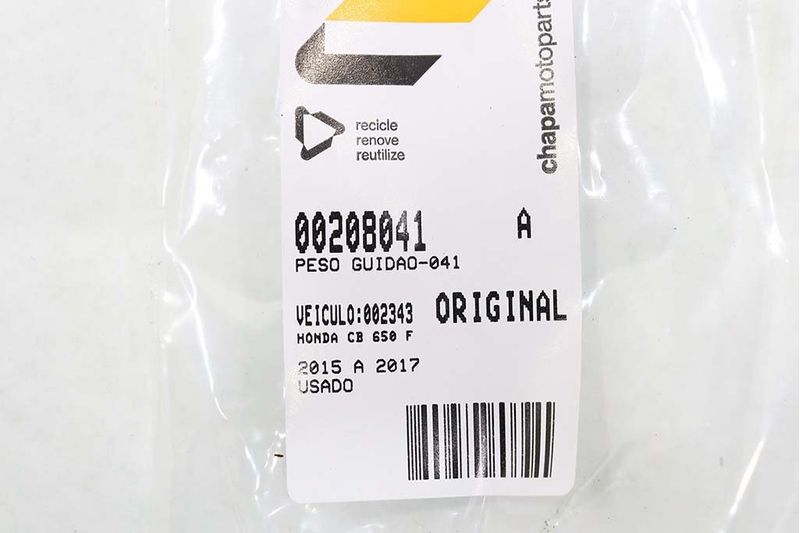 chapamotoparts
recicle
renove
reutilize
00208041 A
PESO GUIDAO-041
VEICULO:002343 ORIGINAL
HONDA CB 650 F
2015 A 2017
USADO